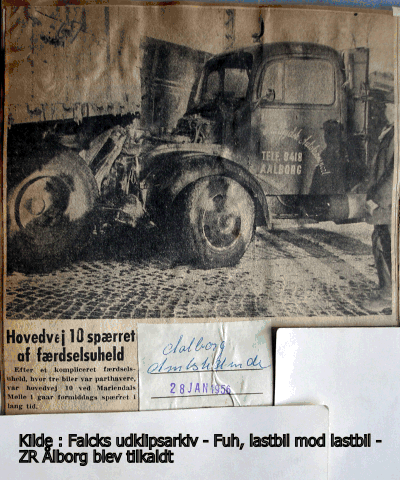 TELF. 8418
AALBORG
Hovedvej 10 spærret
af færdselsuheld
Efter et kompliceret færdsels-
uheld, hvor tre biler var parthavere,
var hovedvej 10 ved Mariendals
Mølle i gaar formiddags spærret i
lang tid.
Aalborg
Amtstidende
28 JAN 1956
Kilde : Falcks udklipsarkiv - Fuh, lastbil mod lastbil -
ZR Ålborg blev tilkaldt